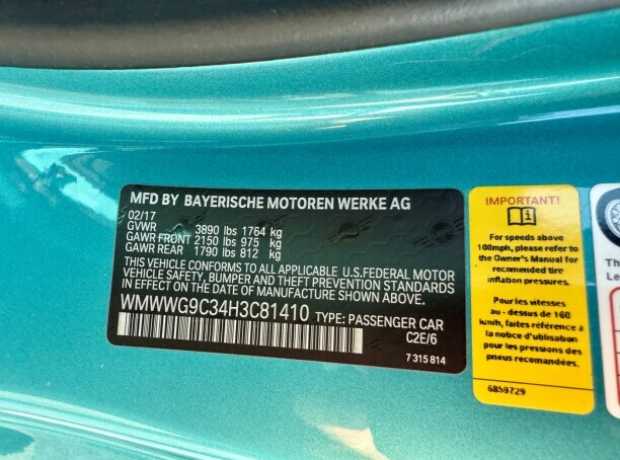 MFD BY BAYERISCHE MOTOREN WERKE AG
02/17
GVWR 3890 lbs 1764 kg
GAWR FRONT 2150 lbs 975 kg
GAWR REAR 1790 lbs 812 kg
THIS VEHICLE CONFORMS TO ALL APPLICABLE U.S.FEDERAL MOTOR
VEHICLE SAFETY, BUMPER AND THEFT PREVENTION STANDARDS
IN EFFECT ON THE DATE OF MANUFACTURE SHOWN ABOVE.
WMWWG9C34H3C81410 TYPE: PASSENGER CAR
C2E/6
7 315 814
IMPORTANT!
For speeds above
100mph, please refer to
the Owner's Manual for
recommended tire
inflation pressures.
Pour les vitesses
au - dessus de 160
km/h, faites référence à
la notice d'utilisation
pour les pressions des
pneus recommandées.
6859729
Th
Le